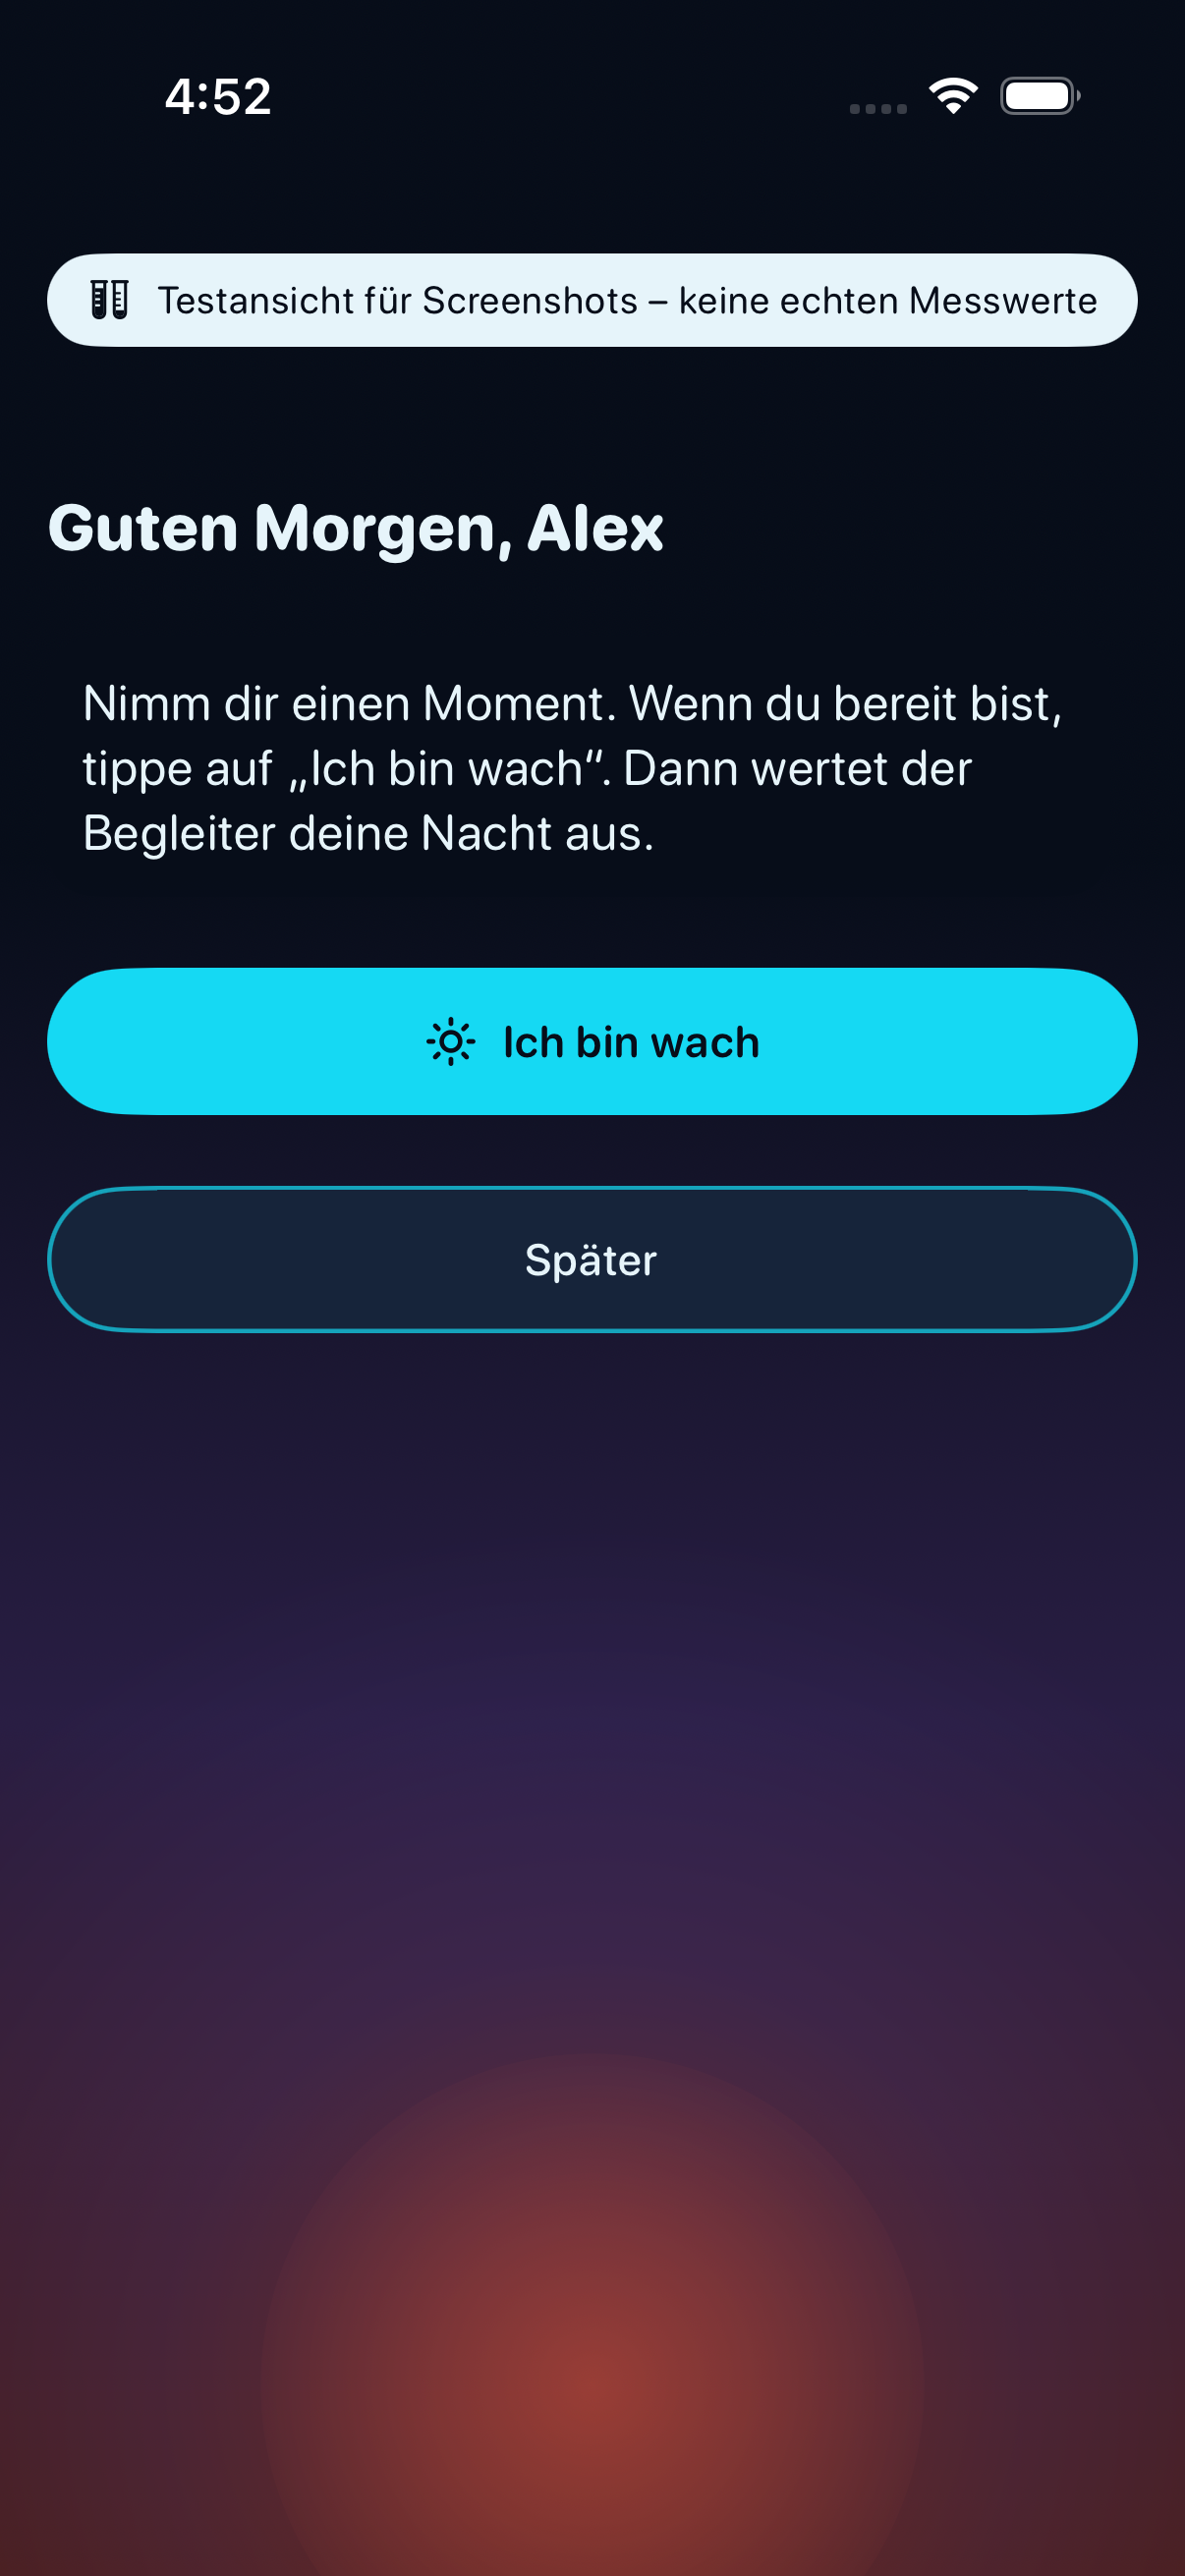 4:52
Testansicht für Screenshots – keine echten Messwerte
Guten Morgen, Alex
Nimm dir einen Moment. Wenn du bereit bist,
tippe auf „Ich bin wach“. Dann wertet der
Begleiter deine Nacht aus.
Ich bin wach
Später